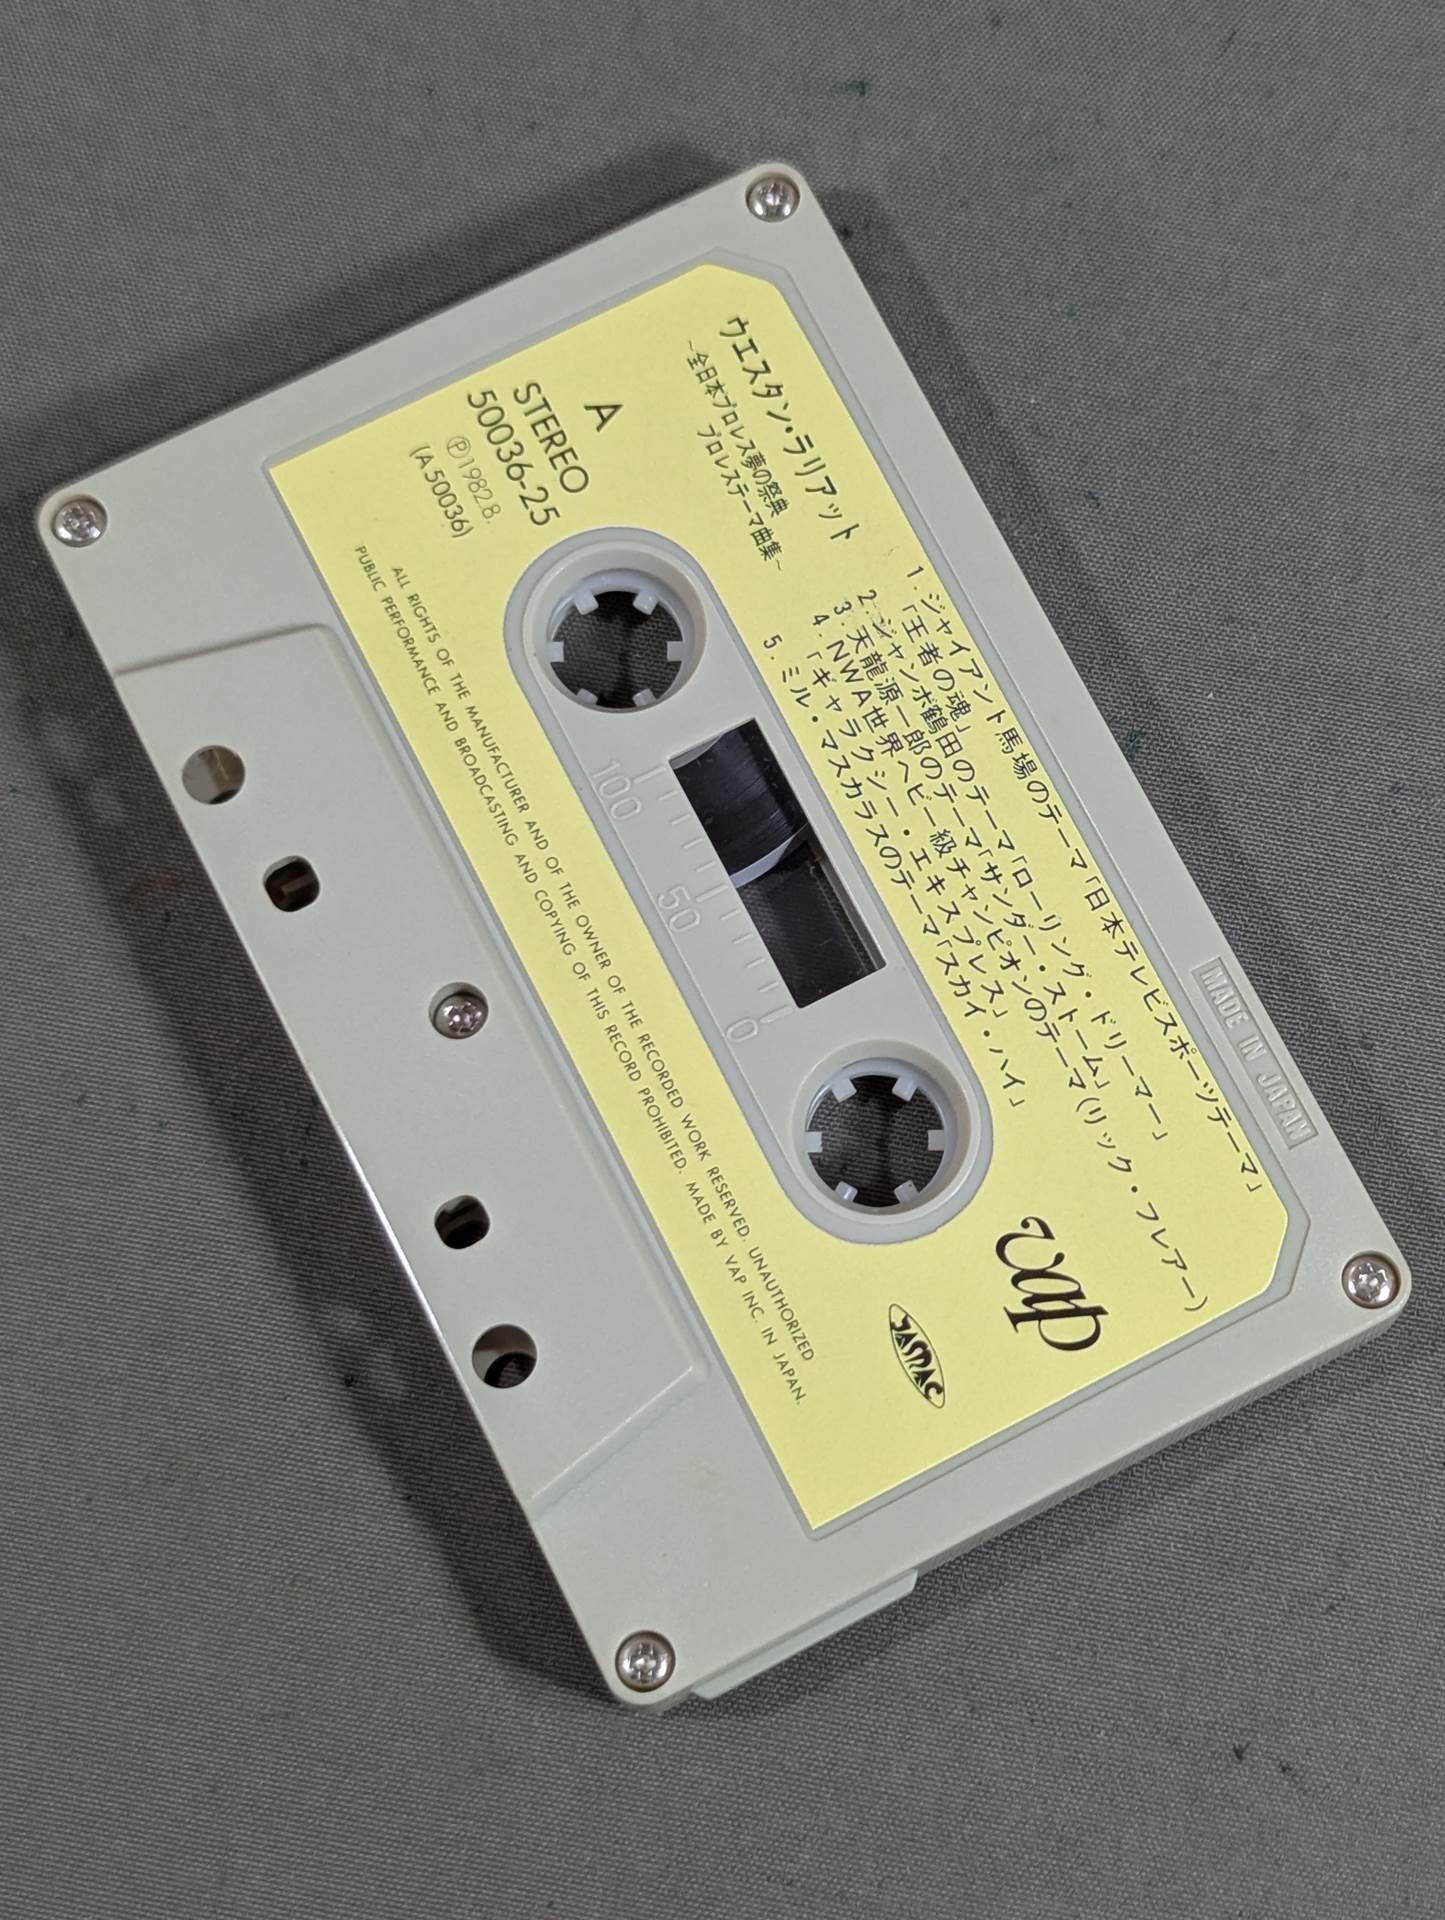 ウエスタン・ラリアット
~全日本プロレス夢の祭典
プロレステーマ曲集~
A
STEREO
50036-25
Ⓟ1982.8.
(A50036)
1. ジャイアント馬場のテーマ「日本テレビスポーツテーマ」
「王者の魂」
2. ジャンボ鶴田のテーマ「ローリング・ドリーマー」
3 天龍源一郎のテーマ「サンダー・ストーム」
4. NWA世界ヘビー級チャンピオンのテーマ(リック・フレアー)
「ギャラクシー・エキスプレス」
5. ミル・マスカラスのテーマ「スカイ・ハイ」
MADE IN JAPAN
100 50 0
vap
JASRAC
ALL RIGHTS OF THE MANUFACTURER AND OF THE OWNER OF THE RECORDED WORK RESERVED. UNAUTHORIZED
PUBLIC PERFORMANCE AND BROADCASTING AND COPYING OF THIS RECORD PROHIBITED. MADE BY VAP INC. IN JAPAN.